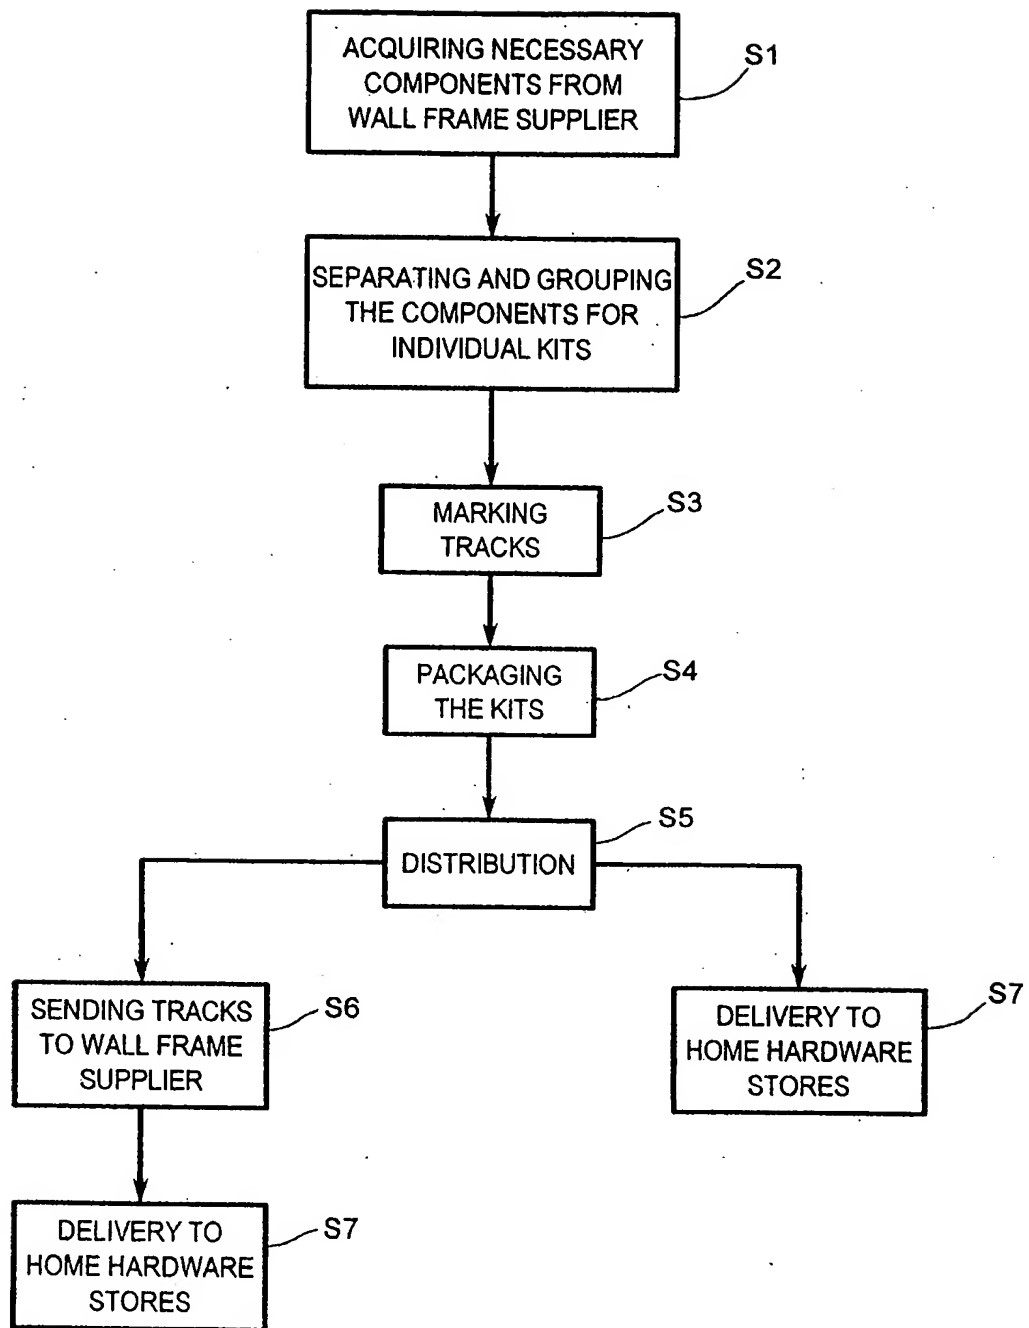 ACQUIRING NECESSARY
COMPONENTS FROM
WALL FRAME SUPPLIER
S1
SEPARATING AND GROUPING
THE COMPONENTS FOR
INDIVIDUAL KITS
S2
MARKING
TRACKS
S3
PACKAGING
THE KITS
S4
DISTRIBUTION
S5
SENDING TRACKS
TO WALL FRAME
SUPPLIER
S6
DELIVERY TO
HOME HARDWARE
STORES
S7
DELIVERY TO
HOME HARDWARE
STORES
S7